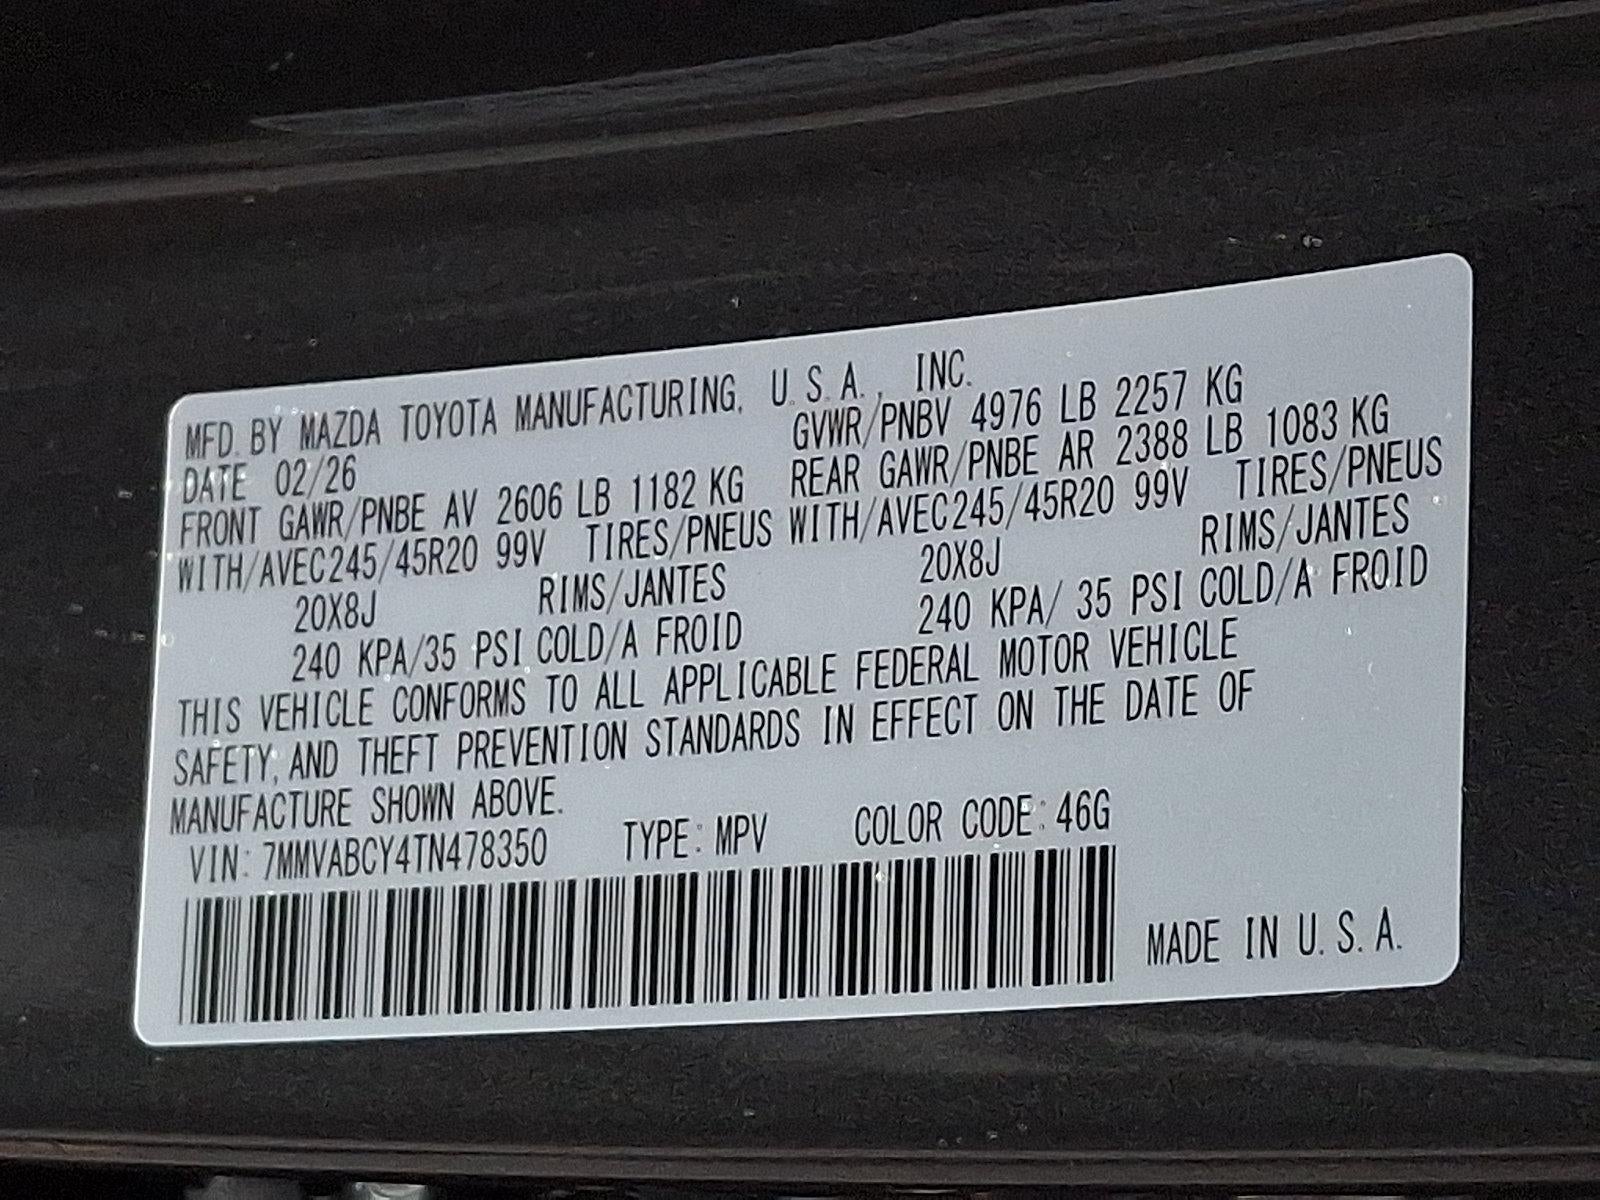 MFD. BY MAZDA TOYOTA MANUFACTURING, U.S.A., INC.
DATE 02/26 GVWR/PNBV 4976 LB 2257 KG
FRONT GAWR/PNBE AV 2606 LB 1182 KG REAR GAWR/PNBE AR 2388 LB 1083 KG
WITH/AVEC245/45R20 99V TIRES/PNEUS WITH/AVEC245/45R20 99V TIRES/PNEUS
20X8J RIMS/JANTES 20X8J RIMS/JANTES
240 KPA/35 PSI COLD/A FROID 240 KPA/ 35 PSI COLD/A FROID
THIS VEHICLE CONFORMS TO ALL APPLICABLE FEDERAL MOTOR VEHICLE
SAFETY, AND THEFT PREVENTION STANDARDS IN EFFECT ON THE DATE OF
MANUFACTURE SHOWN ABOVE.
VIN: 7MMVABCY4TN478350 TYPE: MPV COLOR CODE: 46G
MADE IN U.S.A.